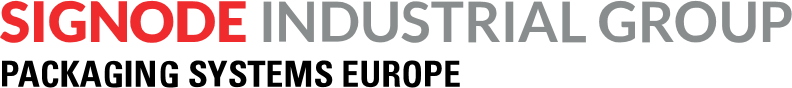 SIGNODE INDUSTRIAL GROUP
PACKAGING SYSTEMS EUROPE